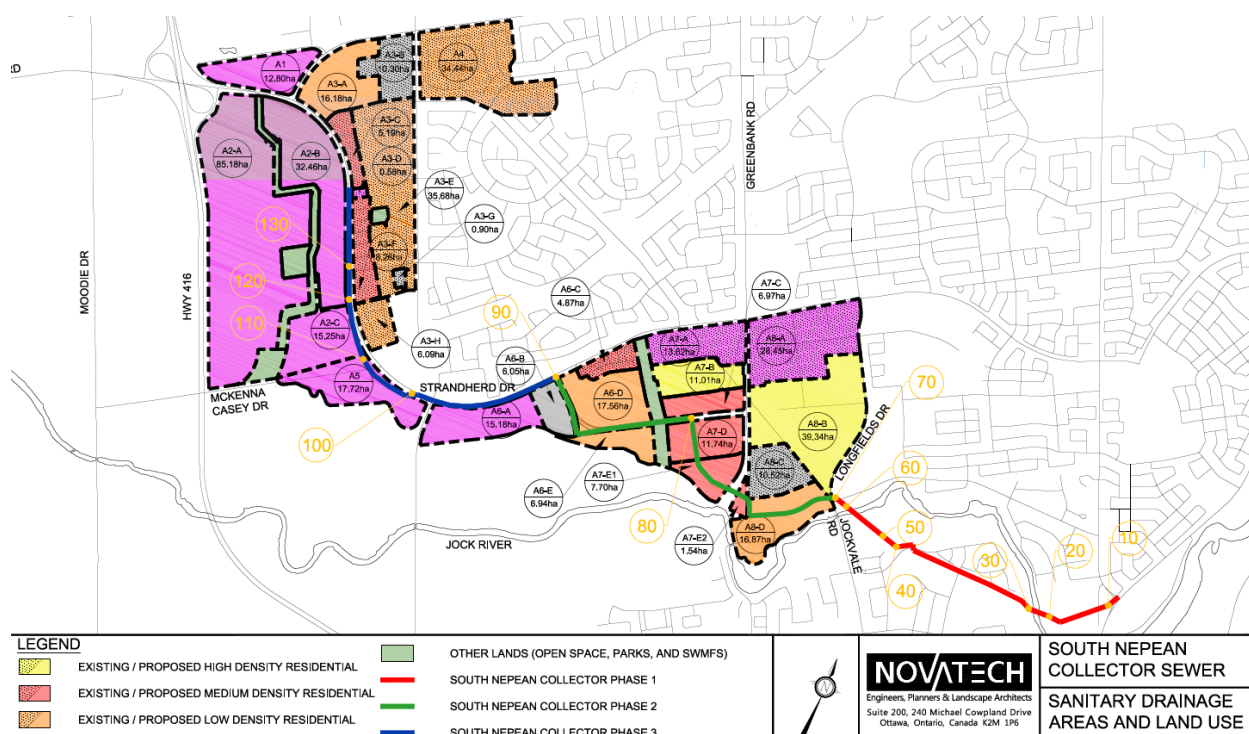 RD
MOODIE DR
HWY 416
GREENBANK RD
A1
12.80ha
A3-A
16.18ha
A3-B
10.30ha
A4
34.44ha
A2-A
85.18ha
A2-B
32.46ha
A3-C
5.19ha
A3-D
0.58ha
A3-E
35.68ha
A3-G
0.90ha
A3-F
130
120
110
A2-C
15.25ha
A3-H
6.09ha
A5
17.72ha
MCKENNA
CASEY DR
STRANDHERD DR
100
90
A6-C
4.87ha
A6-B
6.05ha
A6-A
15.18ha
A6-D
17.56ha
A7-C
6.97ha
A7-A
13.82ha
A8-A
28.45ha
A7-B
11.01ha
A7-D
11.74ha
A8-B
39.34ha
LONGFIELDS DR
70
60
A7-E1
7.70ha
A6-E
6.94ha
80
A8-C
10.52ha
A7-E2
1.54ha
A8-D
16.87ha
JOCKVALE
RD
JOCK RIVER
50
40
30
20
10
LEGEND
EXISTING / PROPOSED HIGH DENSITY RESIDENTIAL
EXISTING / PROPOSED MEDIUM DENSITY RESIDENTIAL
EXISTING / PROPOSED LOW DENSITY RESIDENTIAL
OTHER LANDS (OPEN SPACE, PARKS, AND SWMFS)
SOUTH NEPEAN COLLECTOR PHASE 1
SOUTH NEPEAN COLLECTOR PHASE 2
SOUTH NEPEAN COLLECTOR PHASE 3
N
NOVATECH
Engineers, Planners & Landscape Architects
Suite 200, 240 Michael Cowpland Drive
Ottawa, Ontario, Canada K2M 1P6
SOUTH NEPEAN
COLLECTOR SEWER
SANITARY DRAINAGE
AREAS AND LAND USE